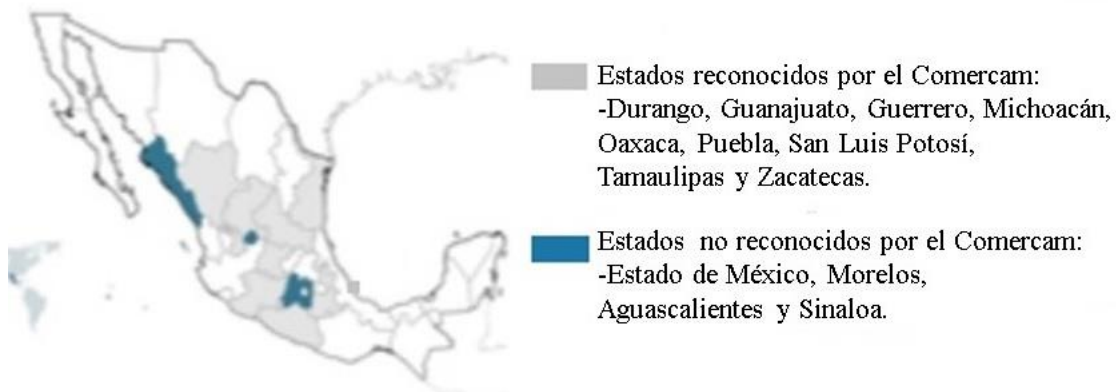 Estados reconocidos por el Comercam:
-Durango, Guanajuato, Guerrero, Michoacán,
Oaxaca, Puebla, San Luis Potosí,
Tamaulipas y Zacatecas.
Estados no reconocidos por el Comercam:
-Estado de México, Morelos,
Aguascalientes y Sinaloa.